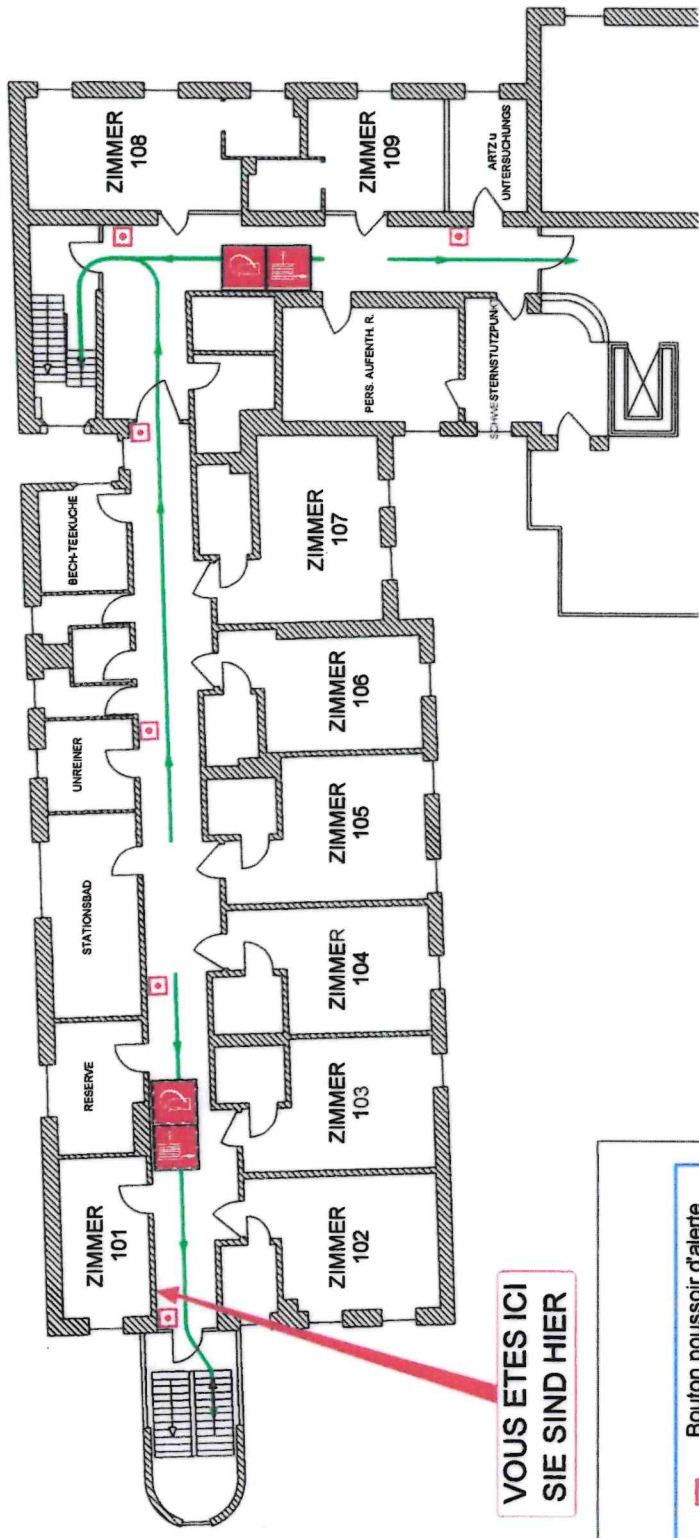 BECH-TEEKUCHE
UNREINER
STATIONSBAD
RESERVE
ZIMMER
101
ZIMMER
102
ZIMMER
103
ZIMMER
104
ZIMMER
105
ZIMMER
106
ZIMMER
107
ZIMMER
108
ZIMMER
109
ARTZ u
UNTERSUCHUNGS
PERS. AUFENTH. R.
SCHWESTERNSTUTZPUNKT
VOUS ETES ICI
SIE SIND HIER
Bouton poussoir d'alerte